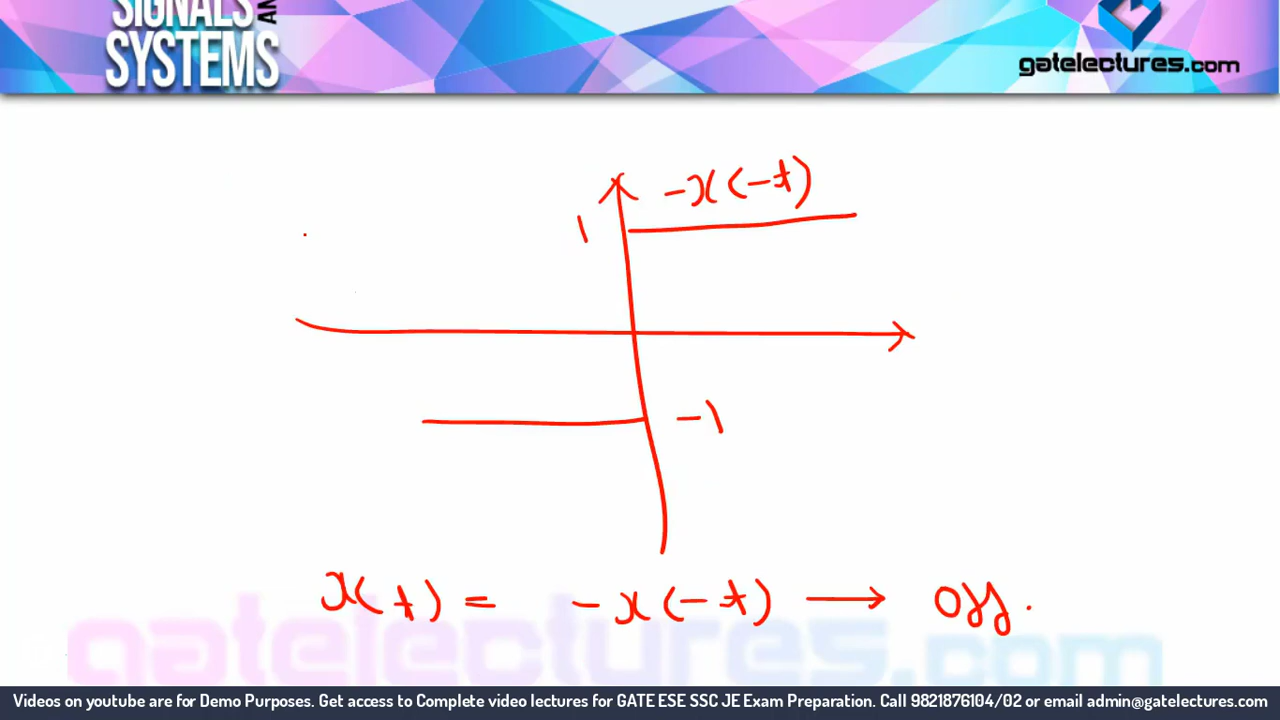 SIGNALS AND
SYSTEMS
gatelectures.com
-x(-t)
1
-1
x(t) = -x(-t) → Odd.
gatelectures.com
Videos on youtube are for Demo Purposes. Get access to Complete video lectures for GATE ESE SSC JE Exam Preparation. Call 9821876104/02 or email admin@gatelectures.com